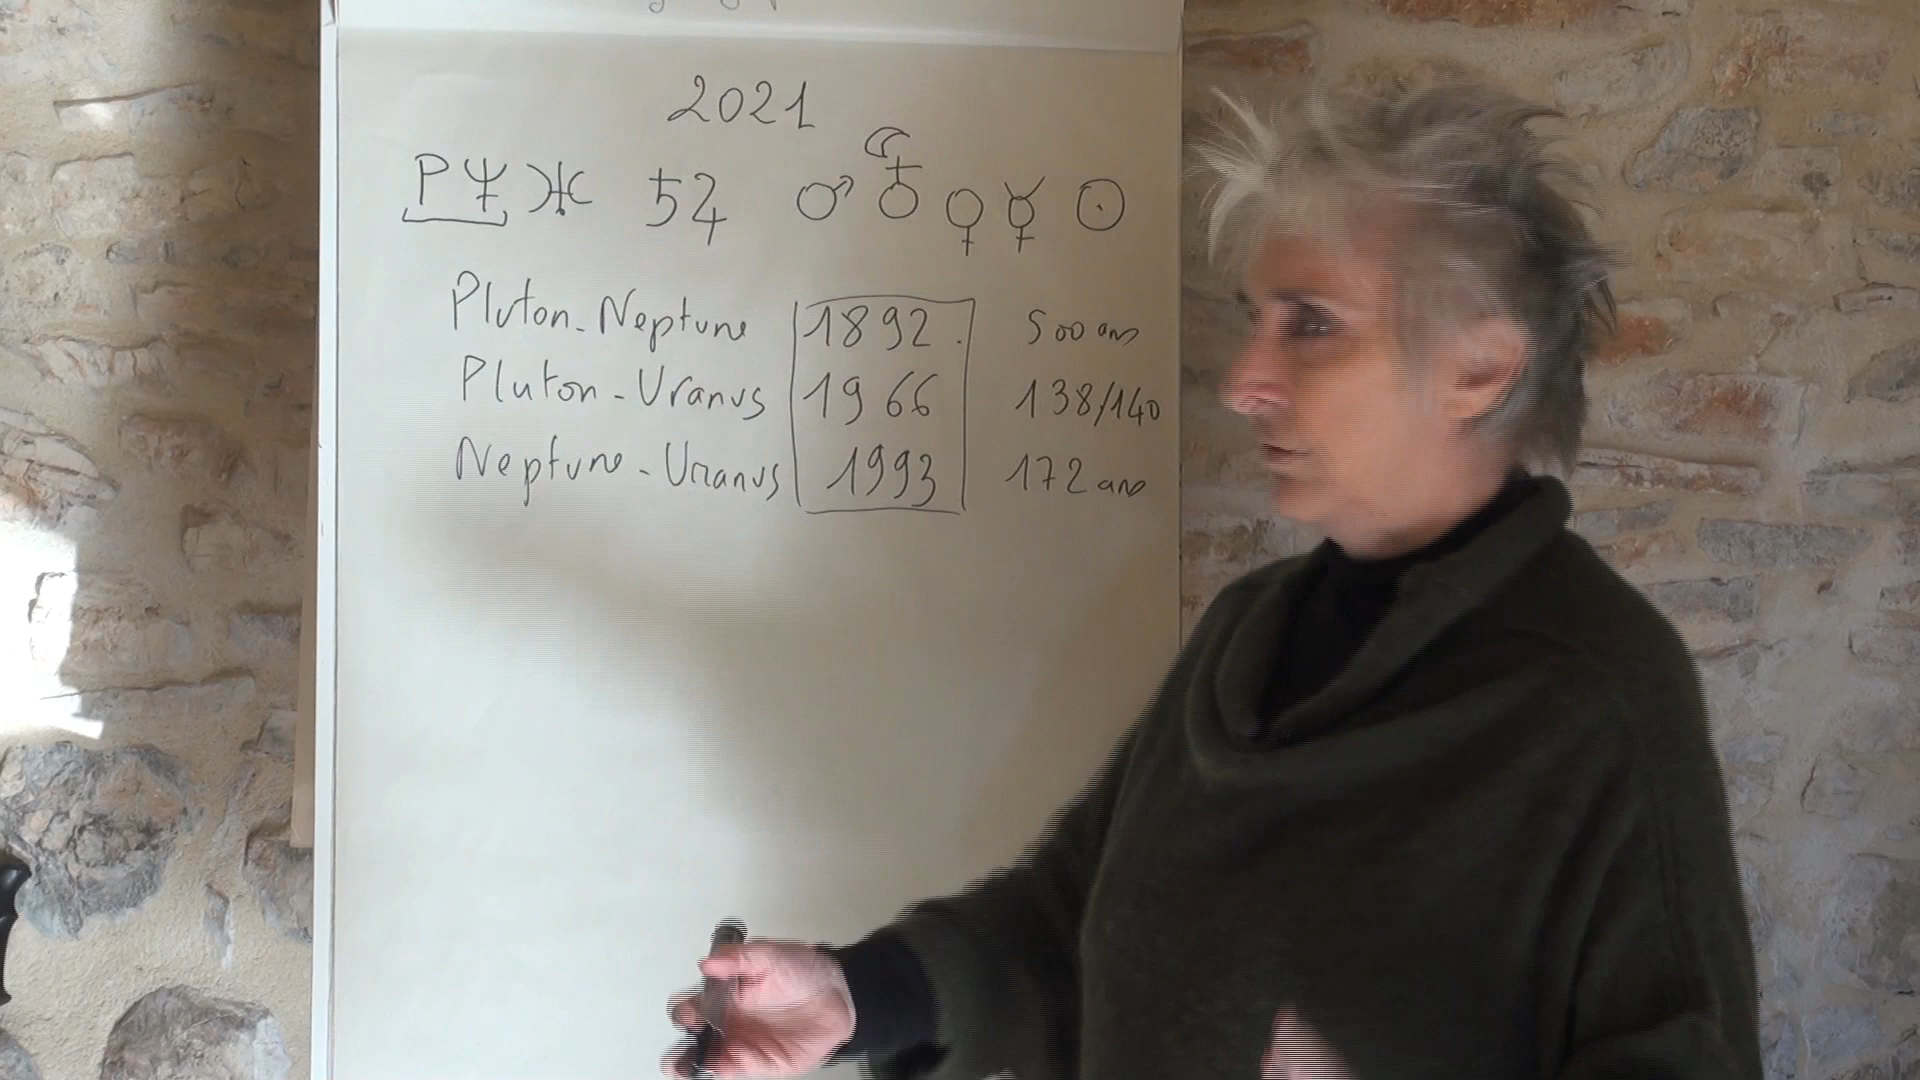 2021
P♆♅ ♄♃ ♂ ☾♁ ♀ ☿ ☉
Pluton-Neptune 1892. 500 ans
Pluton-Uranus 1966 138/140
Neptune-Uranus 1993 172 ans